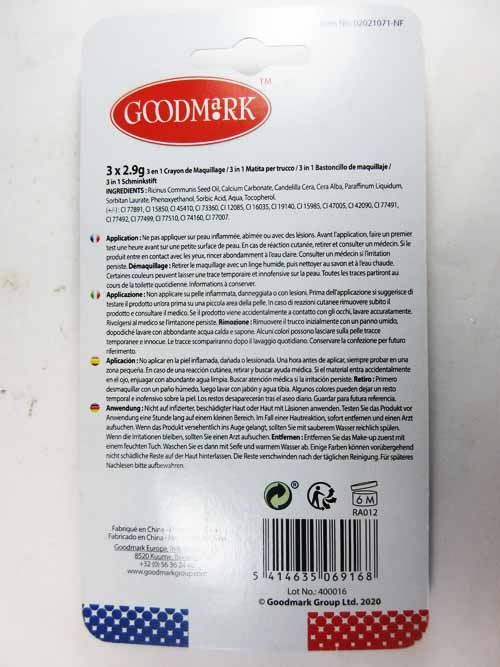 Item No: 02021071-NF
GOODMARK™
3 x 2.9g 3 en 1 Crayon de Maquillage / 3 in 1 Matita per trucco / 3 in 1 Bastoncillo de maquillaje /
3 in 1 Schminkstift
INGREDIENTS : Ricinus Communis Seed Oil, Calcium Carbonate, Candelilla Cera, Cera Alba, Paraffinum Liquidum,
Sorbitan Laurate, Phenoxyethanol, Sorbic Acid, Aqua, Tocopherol.
(+/-) : CI 77891, CI 15850, CI 45410, CI 73360, CI 12085, CI 16035, CI 19140, CI 15985, CI 47005, CI 42090, CI 77491,
CI 77492, CI 77499, CI 77510, CI 74160, CI 77007.
Application : Ne pas appliquer sur peau inflammée, abîmée ou avec des lésions. Avant l'application, faire un premier
test une heure avant sur une petite surface de peau. En cas de réaction cutanée, retirer et consulter un médecin. Si le
produit entre en contact avec les yeux, rincer abondamment à l'eau claire. Consulter un médecin si l'irritation
persiste. Démaquillage : Retirer le maquillage avec un linge humide, puis nettoyer au savon et à l'eau chaude.
Certaines couleurs peuvent laisser une trace temporaire et inoffensive sur la peau. Toutes les traces partiront au
cours de la toilette quotidienne. Informations à conserver.
Applicazione : Non applicare su pelle infiammata, danneggiata o con lesioni. Prima dell'applicazione si suggerisce di
testare il prodotto un'ora prima su una piccola area della pelle. In caso di reazioni cutanee rimuovere subito il
prodotto e consultare il medico. Se il prodotto viene accidentalmente a contatto con gli occhi, lavare accuratamente.
Rivolgersi al medico se l'irritazione persiste. Rimozione : Rimuovere il trucco inizialmente con un panno umido,
dopodiché lavare con abbondante acqua calda e sapone. Alcuni colori possono lasciare sulla pelle tracce
temporanee e innocue. Le tracce scompariranno dopo il lavaggio quotidiano. Conservare la confezione per futuro
riferimento.
Aplicación : No aplicar en la piel inflamada, dañada o lesionada. Una hora antes de aplicar, siempre probar en una
zona pequeña. En caso de una reacción cutánea, retirar y buscar ayuda médica. Si el material entra accidentalmente
en el ojo, enjuagar con abundante agua limpia. Buscar atención médica si la irritación persiste. Retiro : Primero
desmaquillar con un paño húmedo, luego lavar con jabón y agua tibia. Algunos colores pueden dejar un resto
temporal e inofensivo sobre la piel. Los restos desaparecerán tras el aseo diario. Guardar para futura referencia.
Anwendung : Nicht auf infizierter, beschädigter Haut oder Haut mit Läsionen anwenden. Testen Sie das Produkt vor
Anwendung eine Stunde lang auf einem kleinen Bereich. Im Fall einer Hautreaktion, sofort entfernen und einen Arzt
aufsuchen. Wenn das Produkt versehentlich ins Auge gelangt, sollten Sie mit sauberem Wasser reichlich spülen.
Wenn die Irritationen bleiben, sollten Sie einen Arzt aufsuchen. Entfernen : Entfernen Sie das Make-up zuerst mit
einem feuchten Tuch. Waschen Sie es dann mit Seife und warmem Wasser ab. Einige Farben können vorübergehend
nicht schädliche Reste auf der Haut hinterlassen. Die Reste verschwinden nach der täglichen Reinigung. Für späteres
Nachlesen bitte aufbewahren.
6 M
RA012
Fabriqué en China
Fabricado en China
Goodmark Europe
8520 Kuurne,
+32 (0) 56 36 24
www.goodmark
5 414635 069168
Lot No.: 400016
© Goodmark Group Ltd. 2020